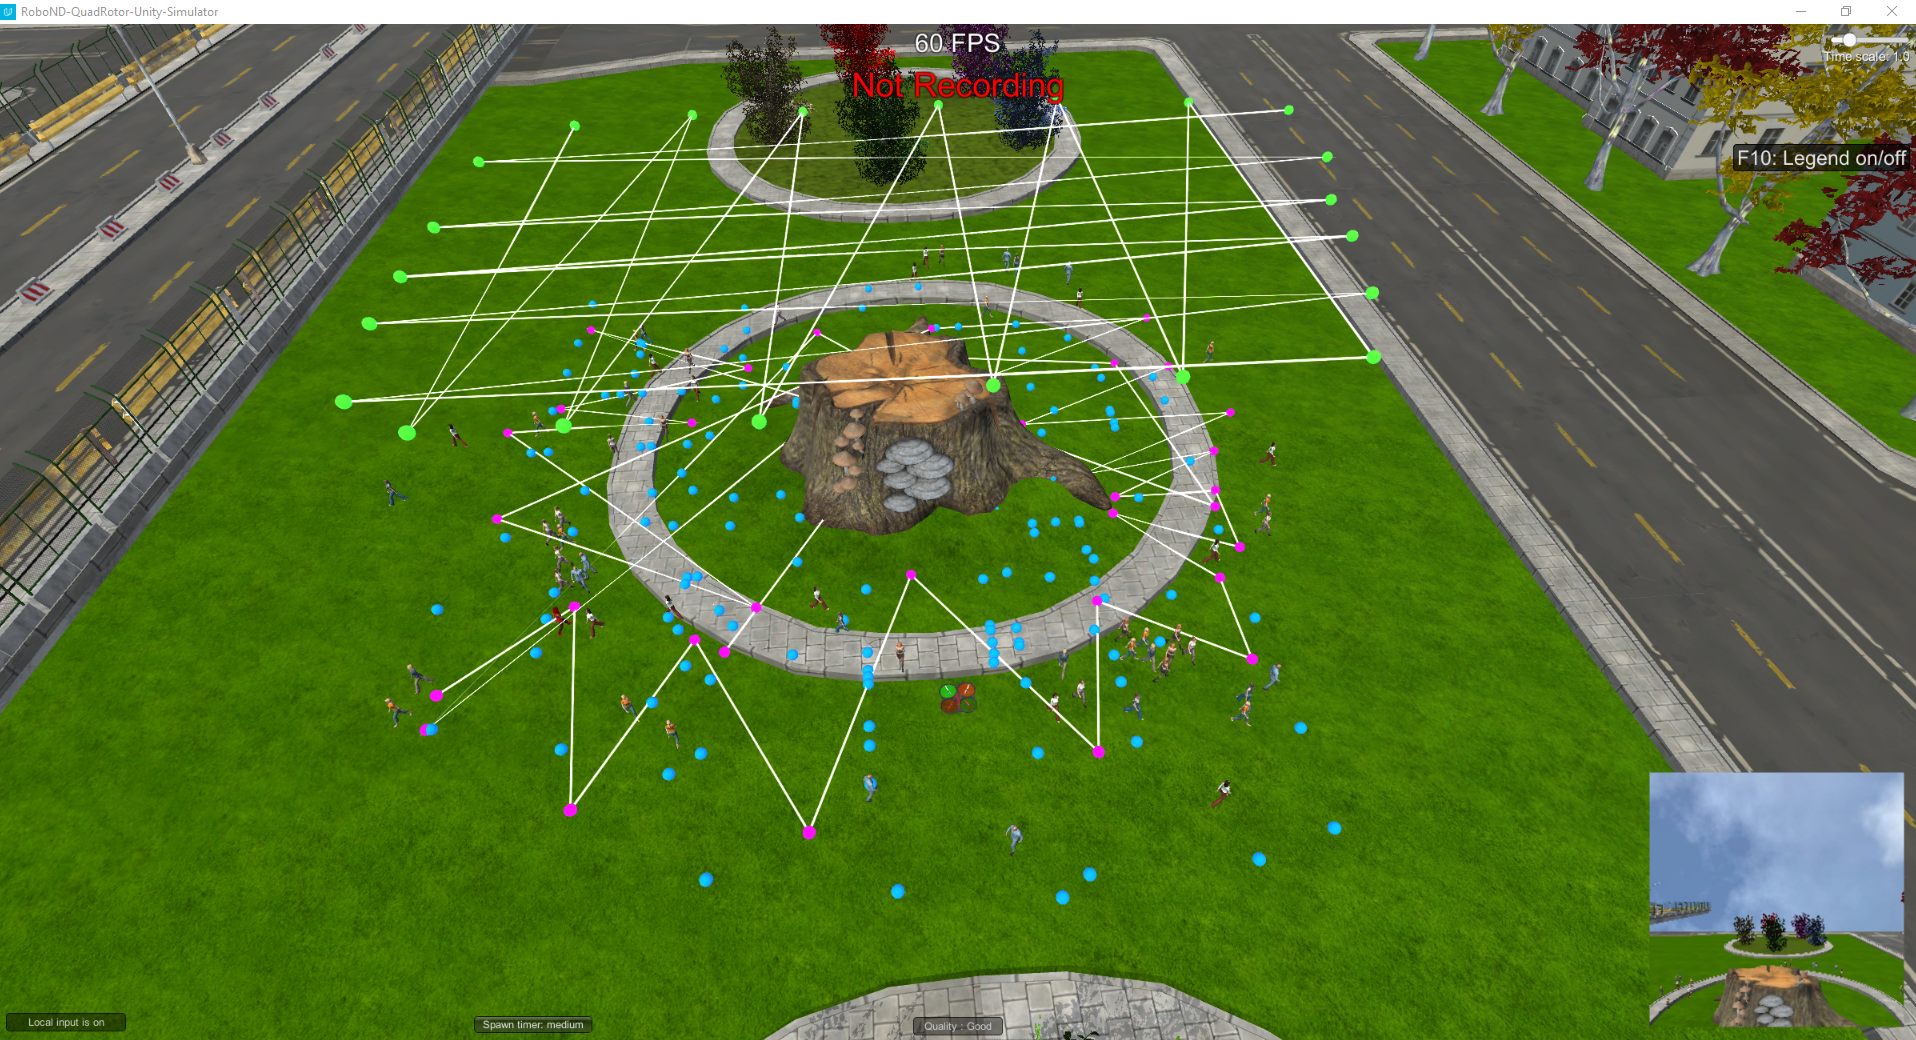 RoboND-QuadRotor-Unity-Simulator
60 FPS
Not Recording
Time scale: 1.0
F10: Legend on/off
Local input is on
Spawn timer: medium
Quality : Good